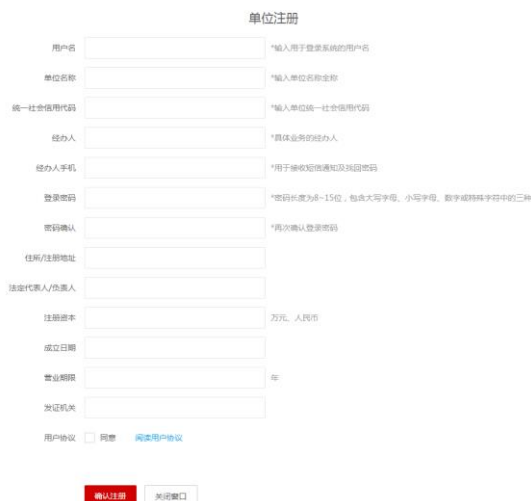 单位注册
用户名 *输入用于登录系统的用户名
单位名称 *输入单位名称全称
统一社会信用代码 *输入单位统一社会信用代码
经办人 *具体业务的经办人
经办人手机 *用于接收短信通知及找回密码
登录密码 *密码长度为8~15位，包含大写字母、小写字母、数字或特殊字符中的三种
密码确认 *再次确认登录密码
住所/注册地址
法定代表人/负责人
注册资本 万元，人民币
成立日期
营业期限 年
发证机关
用户协议 同意 阅读用户协议
确认注册 关闭窗口